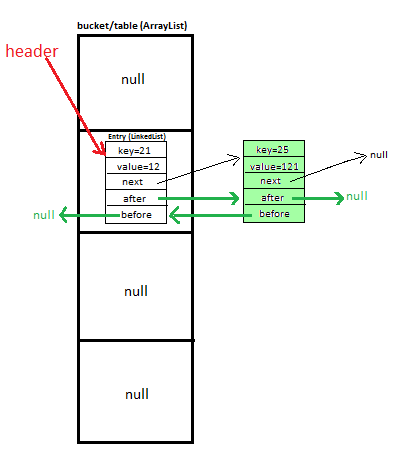 bucket/table (ArrayList)
header
null
Entry (LinkedList)
key=21
value=12
next
after
before
null
key=25
value=121
next
after
before
null
null
null
null